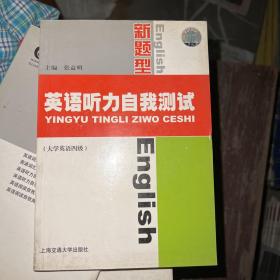 English
新题型
主编 张益明
英语听力自我测试
YINGYU TINGLI ZIWO CESHI
(大学英语四级)
English
上海交通大学出版社